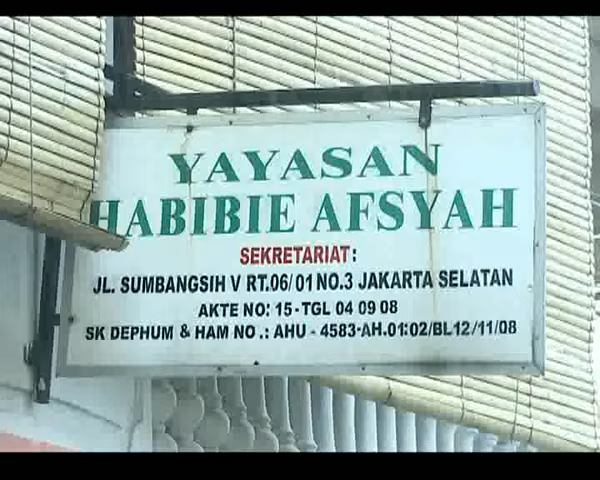 YAYASAN
HABIBIE AFSYAH
SEKRETARIAT:
JL. SUMBANGSIH V RT.06/01 NO.3 JAKARTA SELATAN
AKTE NO: 15 - TGL 04 09 08
SK DEPHUM & HAM NO .: AHU - 4583-AH.01:02/BL12/11/08